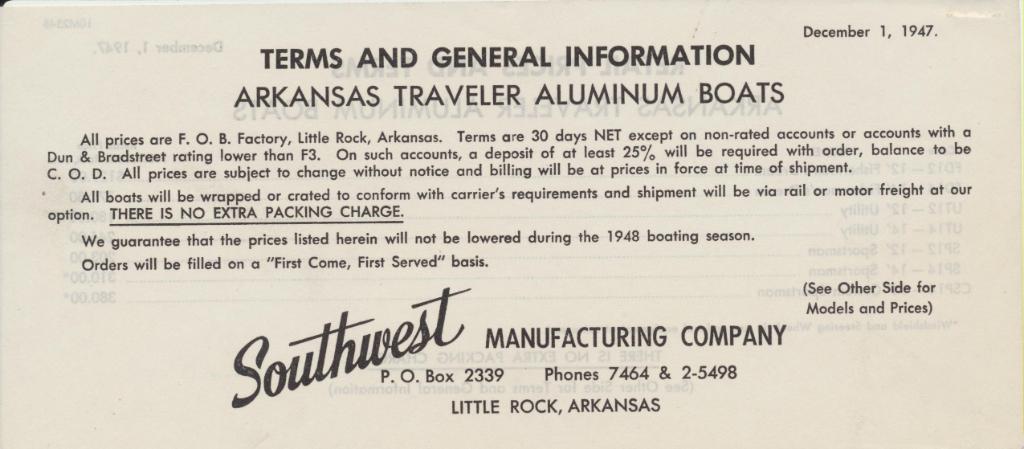 December 1, 1947.
TERMS AND GENERAL INFORMATION
ARKANSAS TRAVELER ALUMINUM BOATS
All prices are F. O. B. Factory, Little Rock, Arkansas. Terms are 30 days NET except on non-rated accounts or accounts with a
Dun & Bradstreet rating lower than F3. On such accounts, a deposit of at least 25% will be required with order, balance to be
C. O. D. All prices are subject to change without notice and billing will be at prices in force at time of shipment.
All boats will be wrapped or crated to conform with carrier's requirements and shipment will be via rail or motor freight at our
option. THERE IS NO EXTRA PACKING CHARGE.
We guarantee that the prices listed herein will not be lowered during the 1948 boating season.
Orders will be filled on a "First Come, First Served" basis.
(See Other Side for
Models and Prices)
Southwest MANUFACTURING COMPANY
P. O. Box 2339 Phones 7464 & 2-5498
LITTLE ROCK, ARKANSAS